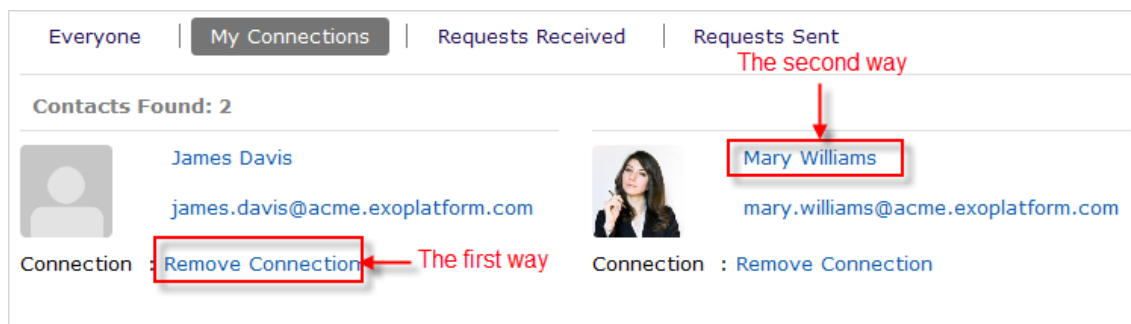 Everyone | My Connections | Requests Received | Requests Sent
The second way
Contacts Found: 2
James Davis
james.davis@acme.exoplatform.com
Connection : Remove Connection
The first way
Mary Williams
mary.williams@acme.exoplatform.com
Connection : Remove Connection